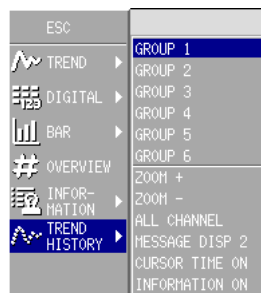 ESC
TREND
DIGITAL
123
BAR
OVERVIEW
INFOR-
MATION
TREND
HISTORY
GROUP 1
GROUP 2
GROUP 3
GROUP 4
GROUP 5
GROUP 6
ZOOM +
ZOOM -
ALL CHANNEL
MESSAGE DISP 2
CURSOR TIME ON
INFORMATION ON